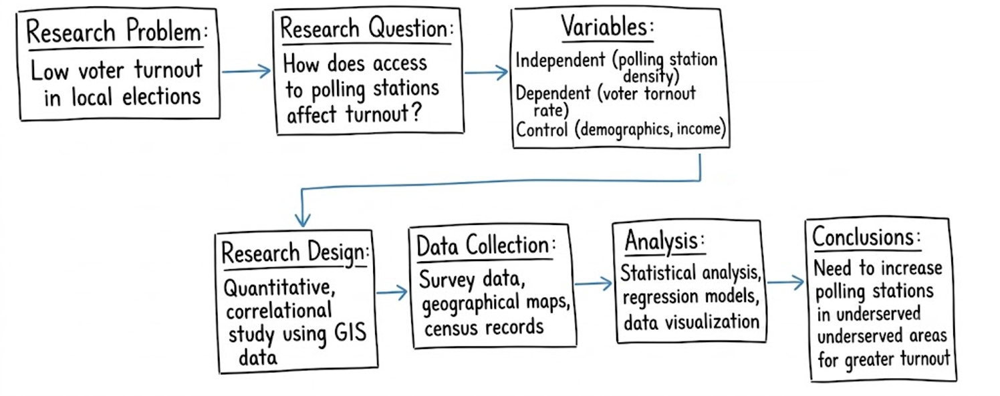 Research Problem:
Low voter turnout
in local elections
Research Question:
How does access
to polling stations
affect turnout?
Variables:
Independent (polling station
density)
Dependent (voter tornout
rate)
Control (demographics, income)
Research Design:
Quantitative,
correlational
study using GIS
data
Data Collection:
Survey data,
geographical maps,
census records
Analysis:
Statistical analysis,
regression models,
data visualization
Conclusions:
Need to increase
polling stations
in underserved
underserved areas
for greater turnout